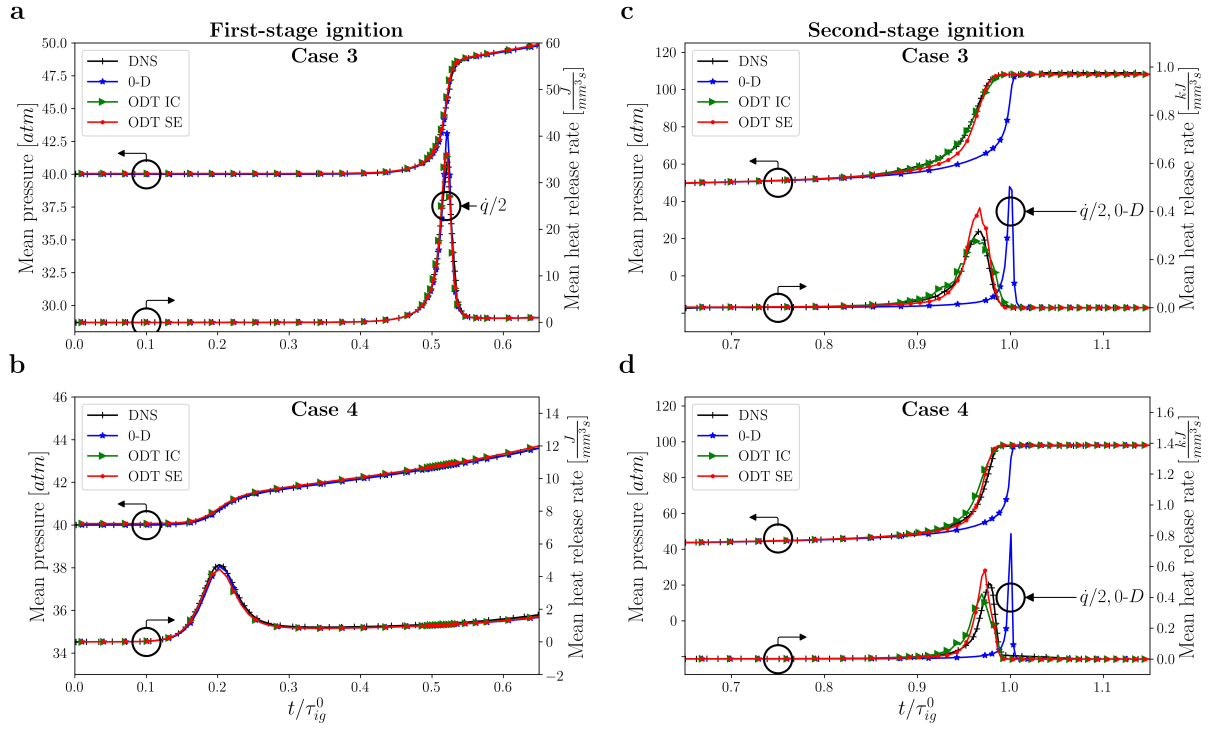 a
First-stage ignition
Case 3
DNS
0-D
ODT IC
ODT SE
Mean pressure [atm]
50.0
47.5
45.0
42.5
40.0
37.5
35.0
32.5
30.0
60
50
40
30
20
10
0
Mean heat release rate [J/mm³s]
q̇/2
0.0 0.1 0.2 0.3 0.4 0.5 0.6
b
Case 4
DNS
0-D
ODT IC
ODT SE
Mean pressure [atm]
46
44
42
40
38
36
34
14
12
10
8
6
4
2
0
−2
Mean heat release rate [J/mm³s]
0.0 0.1 0.2 0.3 0.4 0.5 0.6
t/τ⁰ig
c
Second-stage ignition
Case 3
DNS
0-D
ODT IC
ODT SE
Mean pressure [atm]
120
100
80
60
40
20
0
1.0
0.8
0.6
0.4
0.2
0.0
Mean heat release rate [kJ/mm³s]
q̇/2, 0-D
0.7 0.8 0.9 1.0 1.1
d
Case 4
DNS
0-D
ODT IC
ODT SE
Mean pressure [atm]
120
100
80
60
40
20
0
1.6
1.4
1.2
1.0
0.8
0.6
0.4
0.2
0.0
Mean heat release rate [kJ/mm³s]
q̇/2, 0-D
0.7 0.8 0.9 1.0 1.1
t/τ⁰ig